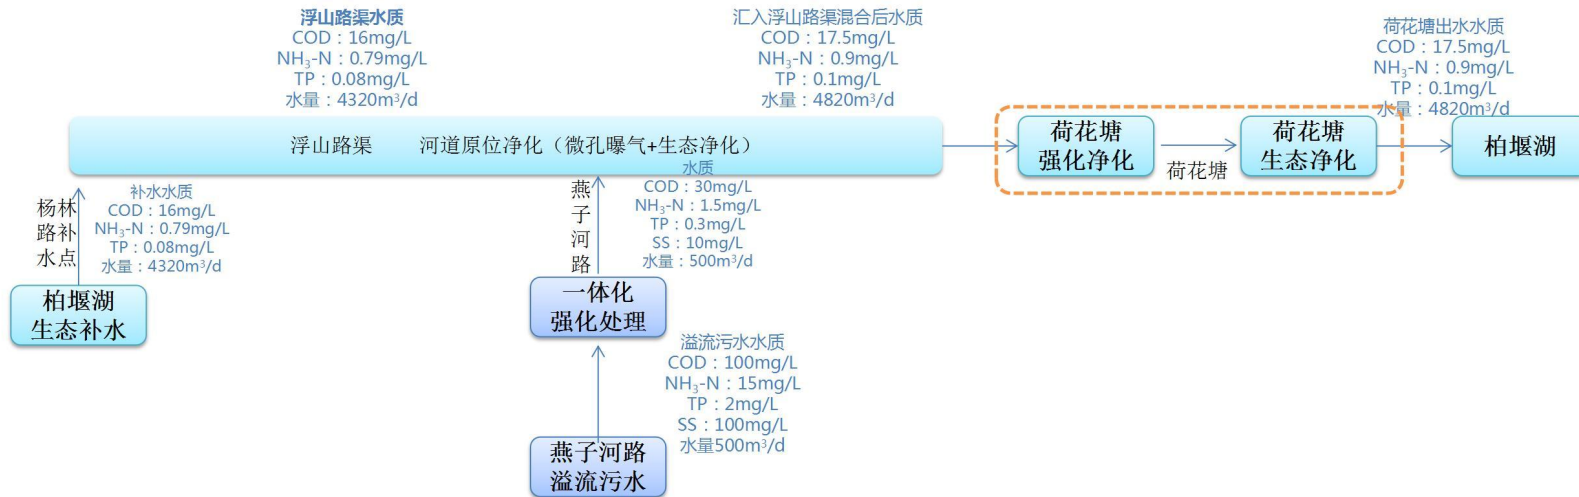 浮山路渠水质
COD：16mg/L
NH₃-N：0.79mg/L
TP：0.08mg/L
水量：4320m³/d
汇入浮山路渠混合后水质
COD：17.5mg/L
NH₃-N：0.9mg/L
TP：0.1mg/L
水量：4820m³/d
荷花塘出水水质
COD：17.5mg/L
NH₃-N：0.9mg/L
TP：0.1mg/L
水量：4820m³/d
浮山路渠 河道原位净化（微孔曝气+生态净化）
荷花塘
强化净化
荷花塘
荷花塘
生态净化
柏堰湖
杨林
路补
水点
补水水质
COD：16mg/L
NH₃-N：0.79mg/L
TP：0.08mg/L
水量：4320m³/d
柏堰湖
生态补水
燕子河路
水质
COD：30mg/L
NH₃-N：1.5mg/L
TP：0.3mg/L
SS：10mg/L
水量：500m³/d
一体化
强化处理
溢流污水水质
COD：100mg/L
NH₃-N：15mg/L
TP：2mg/L
SS：100mg/L
水量500m³/d
燕子河路
溢流污水